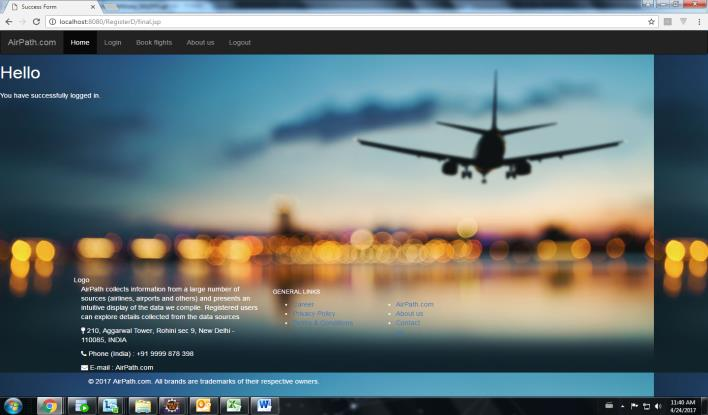 Success Form
localhost:8080/RegisterD/final.jsp
AirPath.com Home Login Book flights About us Logout
Hello
You have successfully logged in.
Logo
AirPath collects information from a large number of
sources (airlines, airports and others) and presents an
intuitive display of the data we compile. Registered users
can explore details collected from the data sources
210, Aggarwal Tower, Rohini sec 9, New Delhi -
110085, INDIA
Phone (India) : +91 9999 878 398
E-mail : AirPath.com
GENERAL LINKS
Career
Privacy Policy
Terms & Conditions
AirPath.com
About us
Contact
© 2017 AirPath.com. All brands are trademarks of their respective owners.
11:40 AM
4/24/2017